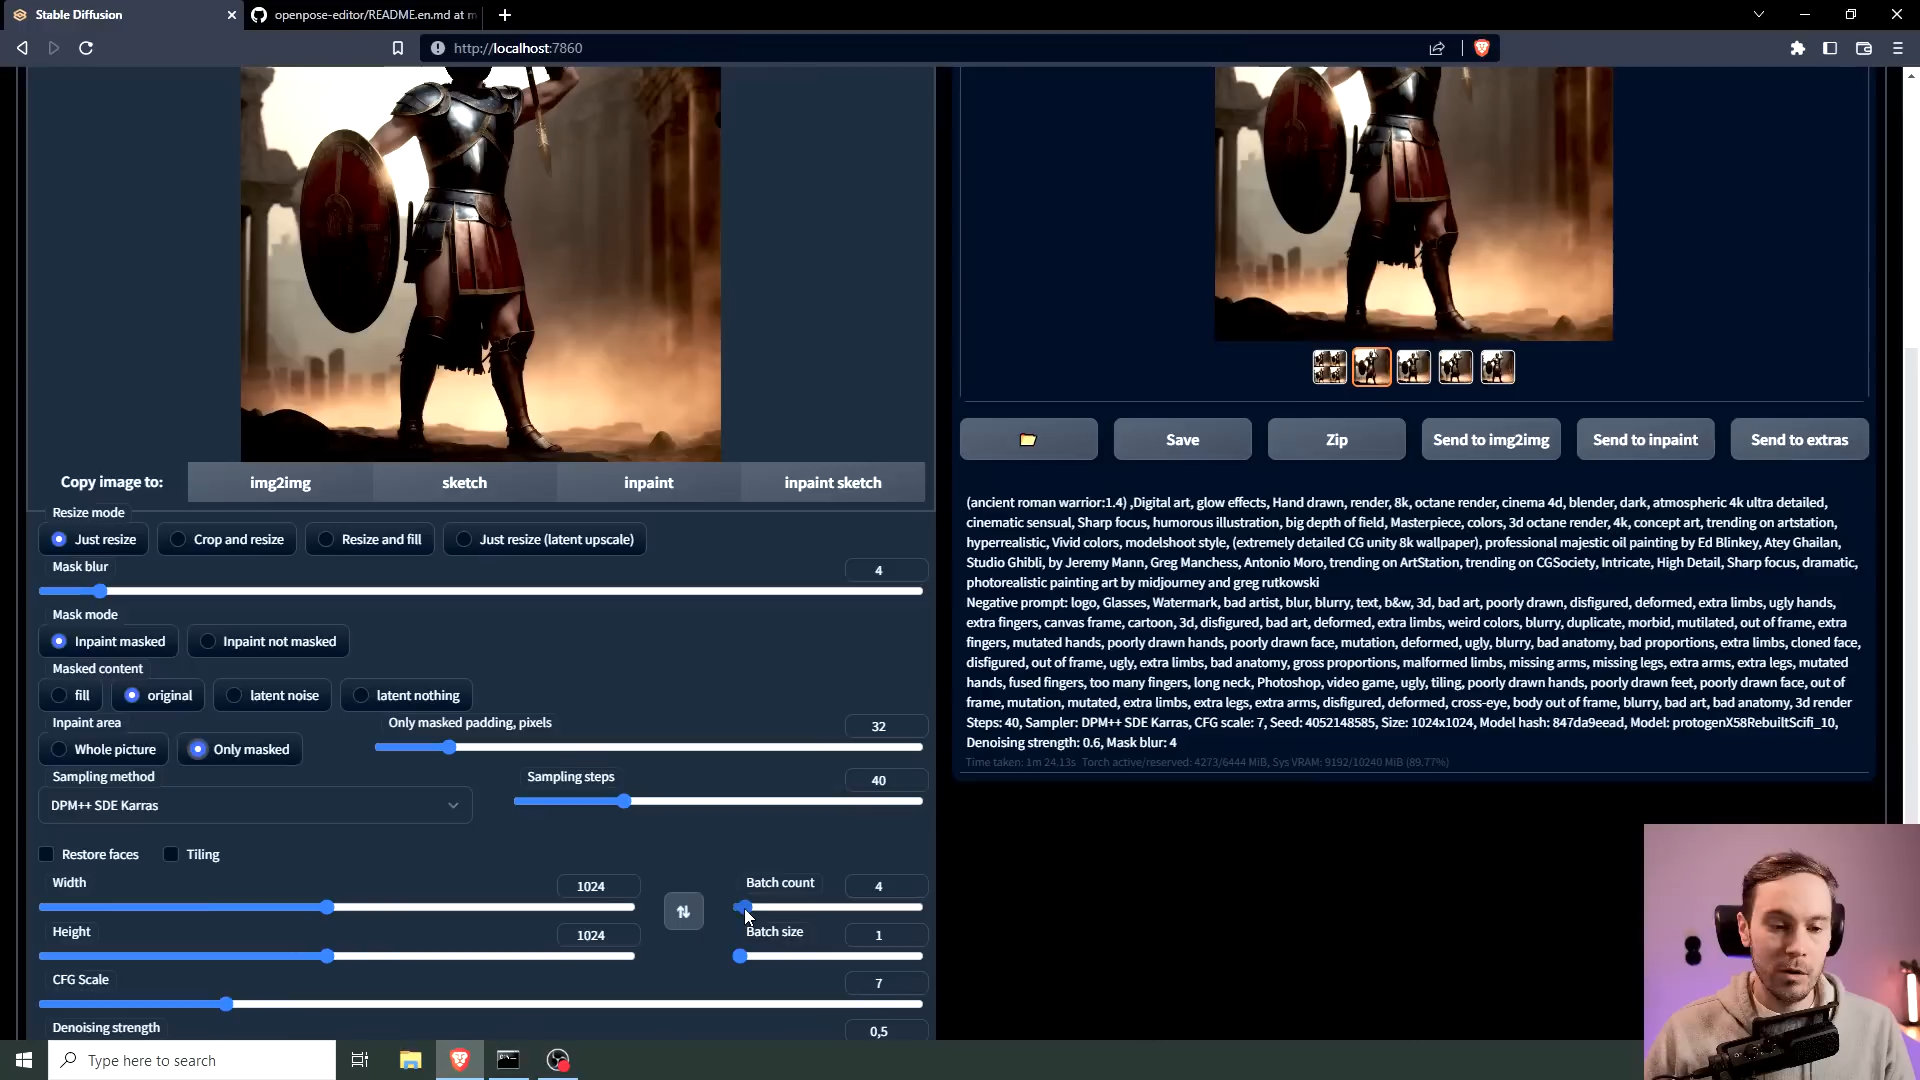 Stable Diffusion
openpose-editor/README.en.md at m
http://localhost:7860
Copy image to:
img2img
sketch
inpaint
inpaint sketch
Resize mode
Just resize
Crop and resize
Resize and fill
Just resize (latent upscale)
Mask blur
4
Mask mode
Inpaint masked
Inpaint not masked
Masked content
fill
original
latent noise
latent nothing
Inpaint area
Only masked padding, pixels
32
Whole picture
Only masked
Sampling method
Sampling steps
40
DPM++ SDE Karras
Restore faces
Tiling
Width
1024
Batch count
4
Height
1024
Batch size
1
CFG Scale
7
Denoising strength
0,5
Save
Zip
Send to img2img
Send to inpaint
Send to extras
(ancient roman warrior:1.4) ,Digital art, glow effects, Hand drawn, render, 8k, octane render, cinema 4d, blender, dark, atmospheric 4k ultra detailed,
cinematic sensual, Sharp focus, humorous illustration, big depth of field, Masterpiece, colors, 3d octane render, 4k, concept art, trending on artstation,
hyperrealistic, Vivid colors, modelshoot style, (extremely detailed CG unity 8k wallpaper), professional majestic oil painting by Ed Blinkey, Atey Ghailan,
Studio Ghibli, by Jeremy Mann, Greg Manchess, Antonio Moro, trending on ArtStation, trending on CGSociety, Intricate, High Detail, Sharp focus, dramatic,
photorealistic painting art by midjourney and greg rutkowski
Negative prompt: logo, Glasses, Watermark, bad artist, blur, blurry, text, b&w, 3d, bad art, poorly drawn, disfigured, deformed, extra limbs, ugly hands,
extra fingers, canvas frame, cartoon, 3d, disfigured, bad art, deformed, extra limbs, weird colors, blurry, duplicate, morbid, mutilated, out of frame, extra
fingers, mutated hands, poorly drawn hands, poorly drawn face, mutation, deformed, ugly, blurry, bad anatomy, bad proportions, extra limbs, cloned face,
disfigured, out of frame, ugly, extra limbs, bad anatomy, gross proportions, malformed limbs, missing arms, missing legs, extra arms, extra legs, mutated
hands, fused fingers, too many fingers, long neck, Photoshop, video game, ugly, tiling, poorly drawn hands, poorly drawn feet, poorly drawn face, out of
frame, mutation, mutated, extra limbs, extra legs, extra arms, disfigured, deformed, cross-eye, body out of frame, blurry, bad art, bad anatomy, 3d render
Steps: 40, Sampler: DPM++ SDE Karras, CFG scale: 7, Seed: 4052148585, Size: 1024x1024, Model hash: 847da9eead, Model: protogenX58RebuiltScifi_10,
Denoising strength: 0.6, Mask blur: 4
Time taken: 1m 24.13s Torch active/reserved: 4273/6444 MiB, Sys VRAM: 9192/10240 MiB (89.77%)
Type here to search